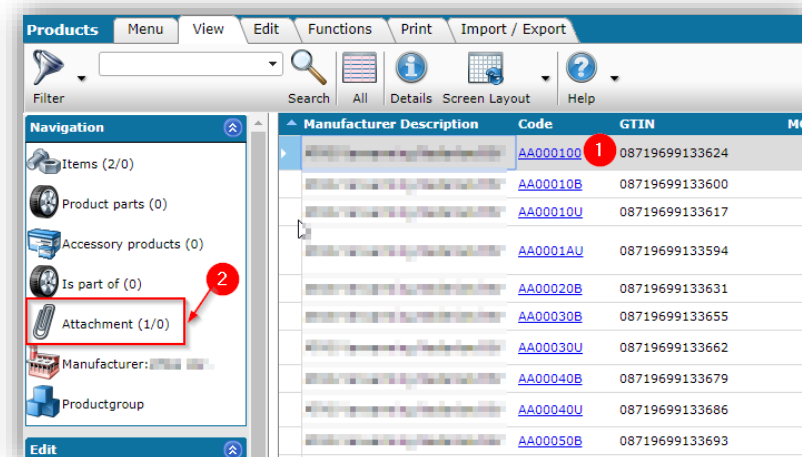 Products Menu View Edit Functions Print Import / Export
Filter Search All Details Screen Layout Help
Navigation
Items (2/0)
Product parts (0)
Accessory products (0)
Is part of (0)
2
Attachment (1/0)
Manufacturer:
Productgroup
Edit
Manufacturer Description Code GTIN
AA000100 1 08719699133624
AA00010B 08719699133600
AA00010U 08719699133617
AA0001AU 08719699133594
AA00020B 08719699133631
AA00030B 08719699133655
AA00030U 08719699133662
AA00040B 08719699133679
AA00040U 08719699133686
AA00050B 08719699133693